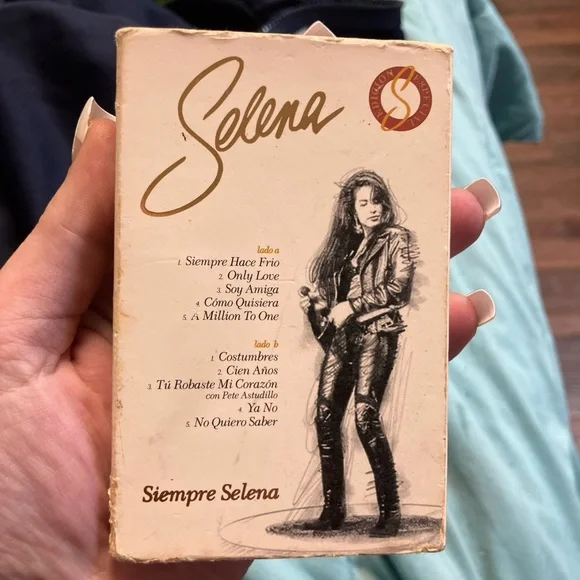 Selena
EDICION ESPECIAL
S
lado a
1. Siempre Hace Frio
2. Only Love
3. Soy Amiga
4. Cómo Quisiera
5. A Million To One
lado b
1. Costumbres
2. Cien Años
3. Tú Robaste Mi Corazón
con Pete Astudillo
4. Ya No
5. No Quiero Saber
Siempre Selena